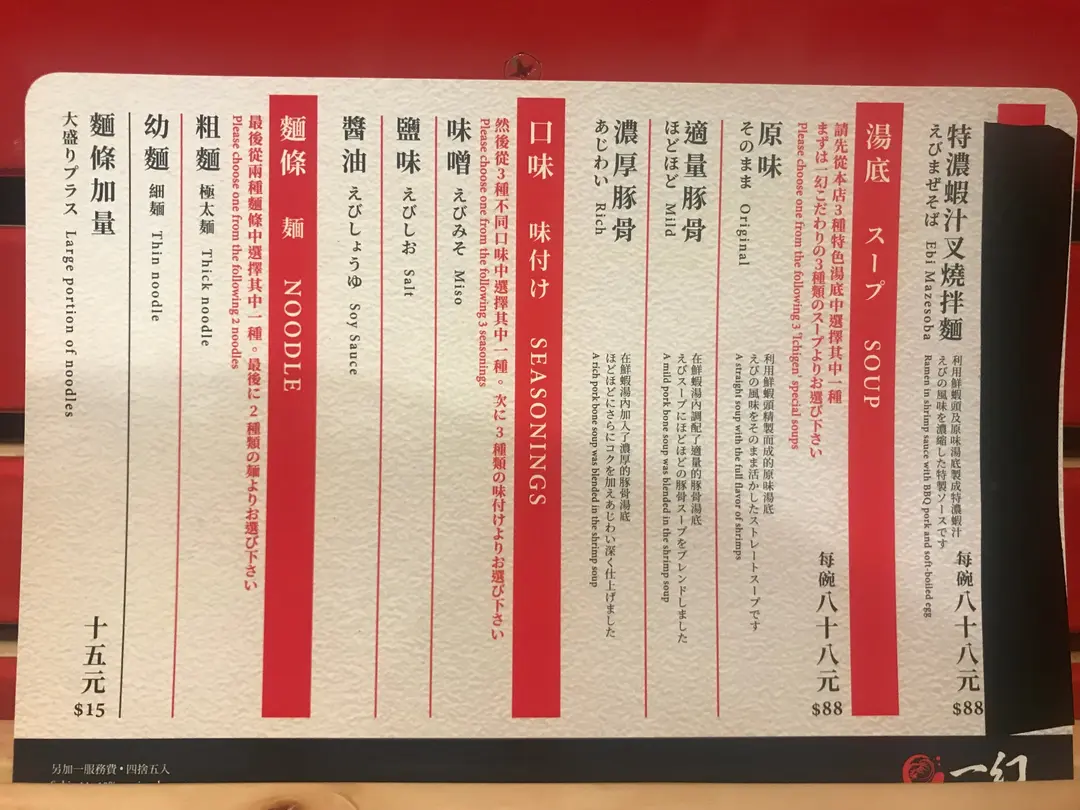 特濃蝦汁叉燒拌麵
えびまぜそば Ebi Mazesoba
利用鮮蝦頭及原味湯底製成特濃蝦汁
えびの風味を濃縮した特製ソースです
Ramen in shrimp sauce with BBQ pork and soft-boiled egg
每碗八十八元
$88
湯底 スープ SOUP
請先從本店3種特色湯底中選擇其中一種
まずは一幻こだわりの3種類のスープよりお選び下さい
Please choose one from the following 3 "Ichigen" special soups
每碗八十八元
$88
原味
そのまま Original
利用鮮蝦頭精製而成的原味湯底
えびの風味をそのまま活かしたストレートスープです
A straight soup with the full flavor of shrimps
適量豚骨
ほどほど Mild
在鮮蝦湯內調配了適量的豚骨湯底
えびスープにほどほどの豚骨スープをブレンドしました
A mild pork bone soup was blended in the shrimp soup
濃厚豚骨
あじわい Rich
在鮮蝦湯內加入了濃厚的豚骨湯底
ほどほどにさらにコクを加えあじわい深く仕上げました
A rich pork bone soup was blended in the shrimp soup
口味 味付け SEASONINGS
然後從3種不同口味中選擇其中一種。次に3種類の味付けよりお選び下さい
Please choose one from the following 3 seasonings
味噌 えびみそ Miso
鹽味 えびしお Salt
醬油 えびしょうゆ Soy Sauce
麵條 麺 NOODLE
最後從兩種麵條中選擇其中一種。最後に2種類の麺よりお選び下さい
Please choose one from the following 2 noodles
粗麵 極太麺 Thick noodle
幼麵 細麺 Thin noodle
麵條加量
大盛りプラス Large portion of noodles
十五元
$15
另加一服務費•四捨五入
一幻